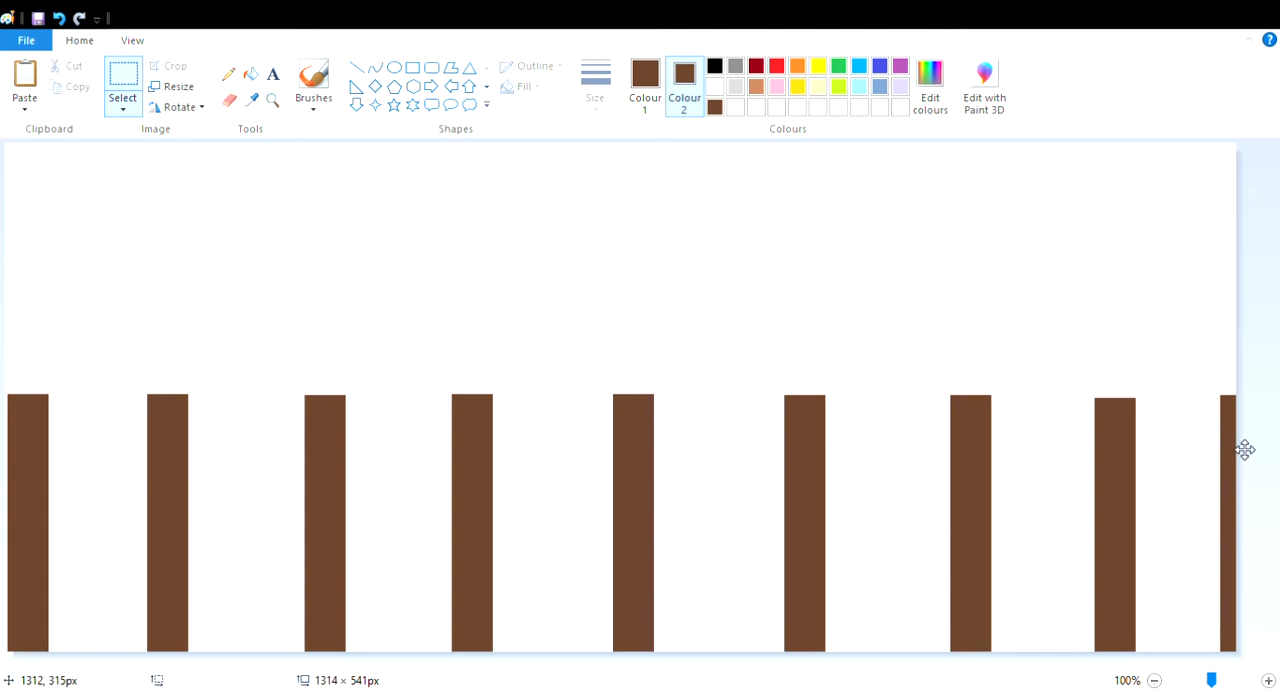 File Home View
Paste Cut Copy
Clipboard
Select Crop Resize Rotate
Image
A
Tools
Brushes
Outline Fill
Shapes
Size
Colour 1 Colour 2
Edit colours
Colours
Edit with Paint 3D
?
1312, 315px 1314 × 541px 100%